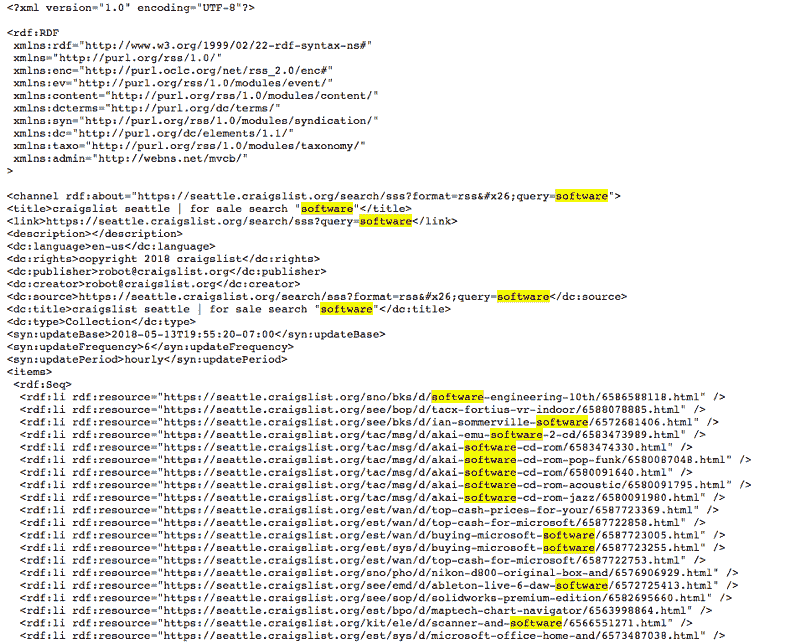 <?xml version="1.0" encoding="UTF-8"?>
<rdf:RDF
xmlns:rdf="http://www.w3.org/1999/02/22-rdf-syntax-ns#"
xmlns="http://purl.org/rss/1.0/"
xmlns:enc="http://purl.oclc.org/net/rss_2.0/enc#"
xmlns:ev="http://purl.org/rss/1.0/modules/event/"
xmlns:content="http://purl.org/rss/1.0/modules/content/"
xmlns:dcterms="http://purl.org/dc/terms/"
xmlns:syn="http://purl.org/rss/1.0/modules/syndication/"
xmlns:dc="http://purl.org/dc/elements/1.1/"
xmlns:taxo="http://purl.org/rss/1.0/modules/taxonomy/"
xmlns:admin="http://webns.net/mvcb/"
>
<channel rdf:about="https://seattle.craigslist.org/search/sss?format=rss&#x26;query=software">
<title>craigslist seattle | for sale search "software"</title>
<link>https://seattle.craigslist.org/search/sss?query=software</link>
<description></description>
<dc:language>en-us</dc:language>
<dc:rights>copyright 2018 craigslist</dc:rights>
<dc:publisher>robot@craigslist.org</dc:publisher>
<dc:creator>robot@craigslist.org</dc:creator>
<dc:source>https://seattle.craigslist.org/search/sss?format=rss&#x26;query=software</dc:source>
<dc:title>craigslist seattle | for sale search "software"</dc:title>
<dc:type>Collection</dc:type>
<syn:updateBase>2018-05-13T19:55:20-07:00</syn:updateBase>
<syn:updateFrequency>6</syn:updateFrequency>
<syn:updatePeriod>hourly</syn:updatePeriod>
<items>
<rdf:Seq>
<rdf:li rdf:resource="https://seattle.craigslist.org/sno/bks/d/software-engineering-10th/6586588118.html" />
<rdf:li rdf:resource="https://seattle.craigslist.org/see/bop/d/tacx-fortius-vr-indoor/6588078885.html" />
<rdf:li rdf:resource="https://seattle.craigslist.org/see/bks/d/ian-sommerville-software/6572681406.html" />
<rdf:li rdf:resource="https://seattle.craigslist.org/tac/msg/d/akai-emu-software-2-cd/6583473989.html" />
<rdf:li rdf:resource="https://seattle.craigslist.org/tac/msg/d/akai-software-cd-rom/6583474330.html" />
<rdf:li rdf:resource="https://seattle.craigslist.org/tac/msg/d/akai-software-cd-rom-pop-funk/6580087048.html" />
<rdf:li rdf:resource="https://seattle.craigslist.org/tac/msg/d/akai-software-cd-rom/6580091640.html" />
<rdf:li rdf:resource="https://seattle.craigslist.org/tac/msg/d/akai-software-cd-rom-acoustic/6580091795.html" />
<rdf:li rdf:resource="https://seattle.craigslist.org/tac/msg/d/akai-software-cd-rom-jazz/6580091980.html" />
<rdf:li rdf:resource="https://seattle.craigslist.org/est/wan/d/top-cash-prices-for-your/6587723369.html" />
<rdf:li rdf:resource="https://seattle.craigslist.org/est/wan/d/top-cash-for-microsoft/6587722858.html" />
<rdf:li rdf:resource="https://seattle.craigslist.org/est/wan/d/buying-microsoft-software/6587723005.html" />
<rdf:li rdf:resource="https://seattle.craigslist.org/est/sys/d/buying-microsoft-software/6587723255.html" />
<rdf:li rdf:resource="https://seattle.craigslist.org/est/wan/d/top-cash-for-microsoft/6587722753.html" />
<rdf:li rdf:resource="https://seattle.craigslist.org/sno/pho/d/nikon-d800-original-box-and/6576906929.html" />
<rdf:li rdf:resource="https://seattle.craigslist.org/see/emd/d/ableton-live-6-daw-software/6572725413.html" />
<rdf:li rdf:resource="https://seattle.craigslist.org/see/sop/d/solidworks-premium-edition/6582695660.html" />
<rdf:li rdf:resource="https://seattle.craigslist.org/est/bpo/d/maptech-chart-navigator/6563998864.html" />
<rdf:li rdf:resource="https://seattle.craigslist.org/kit/ele/d/scanner-and-software/6566551271.html" />
<rdf:li rdf:resource="https://seattle.craigslist.org/est/sys/d/microsoft-office-home-and/6573487038.html" />